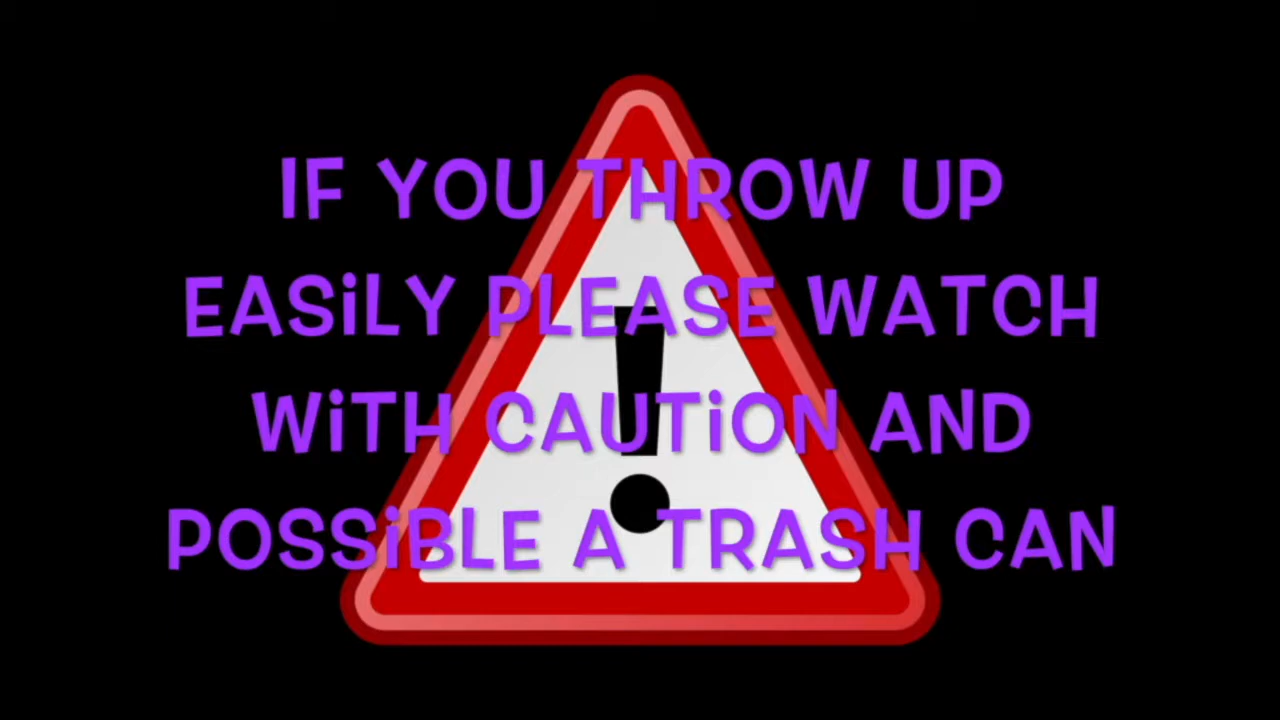 IF YOU THROW UP
EASiLY PLEASE WATCH
WiTH CAUTiON AND
POSSiBLE A TRASH CAN